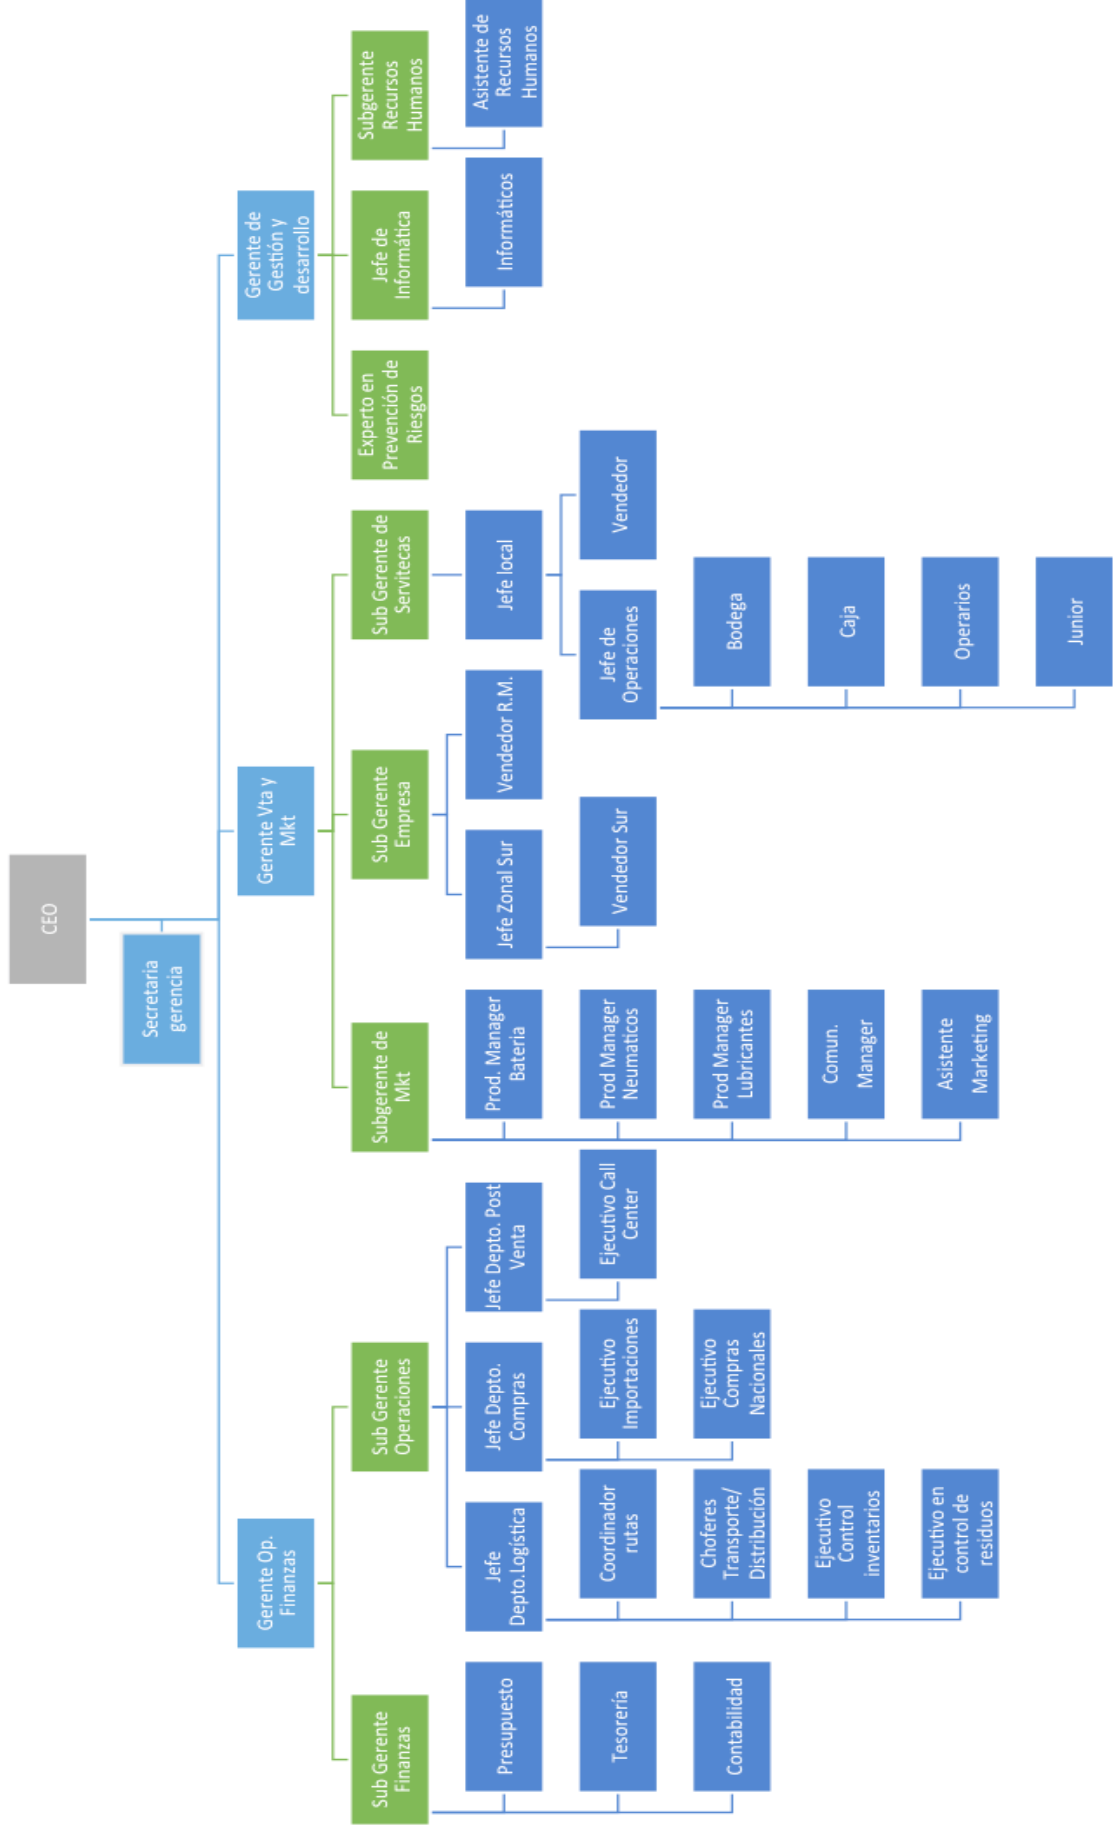 CEO
Secretaria
gerencia
Gerente Op.
Finanzas
Gerente Vta y
Mkt
Gerente de
Gestión y
desarrollo
Sub Gerente
Finanzas
Sub Gerente
Operaciones
Subgerente de
Mkt
Sub Gerente
Empresa
Sub Gerente de
Servitecas
Experto en
Prevención de
Riesgos
Jefe de
Informática
Subgerente
Recursos
Humanos
Presupuesto
Tesorería
Contabilidad
Jefe
Depto.Logística
Coordinador
rutas
Choferes
Transporte/
Distribución
Ejecutivo
Control
inventarios
Ejecutivo en
control de
residuos
Jefe Depto.
Compras
Ejecutivo
Importaciones
Ejecutivo
Compras
Nacionales
Jefe Depto. Post
Venta
Ejecutivo Call
Center
Prod. Manager
Bateria
Prod Manager
Neumaticos
Prod Manager
Lubricantes
Comun.
Manager
Asistente
Marketing
Jefe Zonal Sur
Vendedor Sur
Vendedor R.M.
Jefe local
Jefe de
Operaciones
Bodega
Caja
Operarios
Junior
Vendedor
Informáticos
Asistente de
Recursos
Humanos